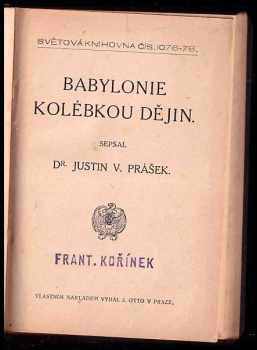 SVĚTOVÁ KNIHOVNA ČÍS. 1076-78.
BABYLONIE
KOLÉBKOU DĚJIN.
SEPSAL
DR. JUSTIN V. PRÁŠEK.
FRANT. KOŘÍNEK
VLASTNÍM NÁKLADEM VYDAL J. OTTO V PRAZE.